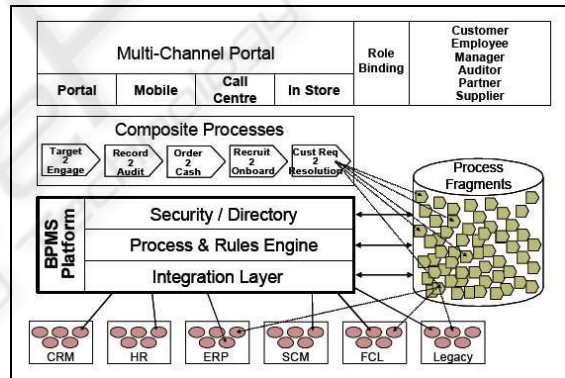 Multi-Channel Portal
Portal
Mobile
Call
Centre
In Store
Role
Binding
Customer
Employee
Manager
Auditor
Partner
Supplier
Composite Processes
Target
2
Engage
Record
2
Audit
Order
2
Cash
Recruit
2
Onboard
Cust Req
2
Resolution
Process
Fragments
BPMS
Platform
Security / Directory
Process & Rules Engine
Integration Layer
CRM
HR
ERP
SCM
FCL
Legacy